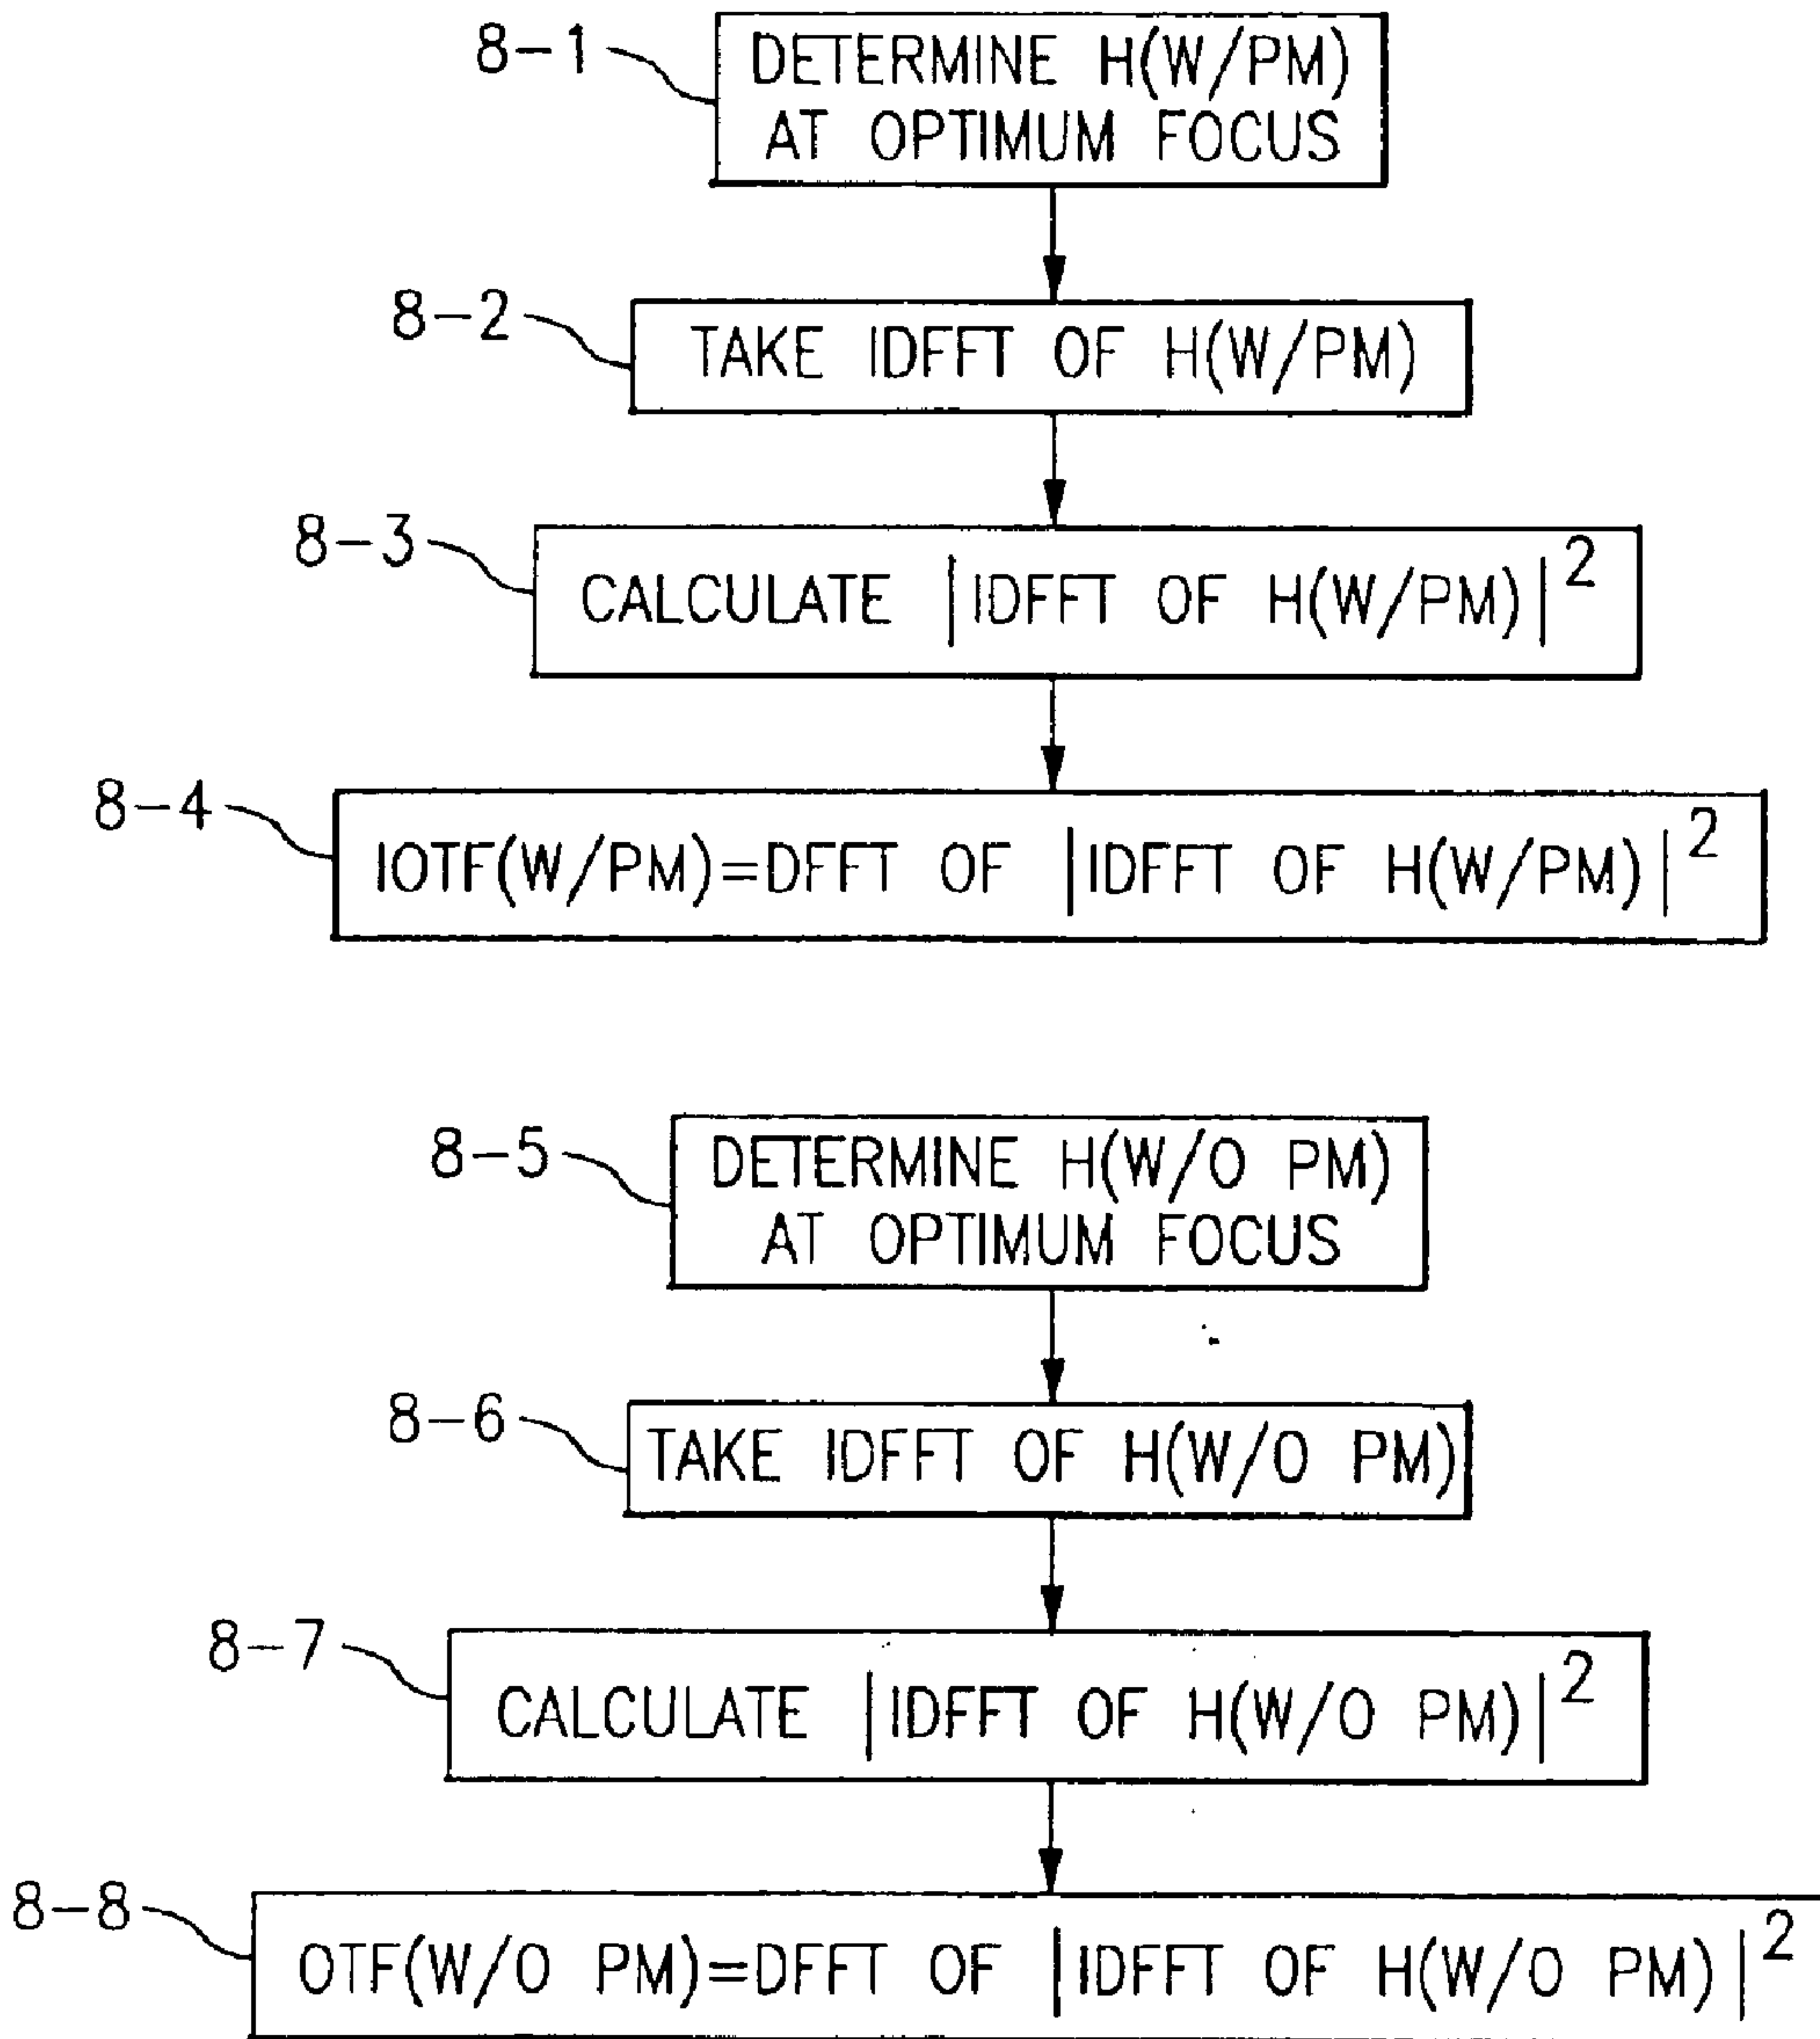 8-1
DETERMINE H(W/PM)
AT OPTIMUM FOCUS
8-2
TAKE IDFFT OF H(W/PM)
8-3
CALCULATE |IDFFT OF H(W/PM)|²
8-4
IOTF(W/PM)=DFFT OF |IDFFT OF H(W/PM)|²
8-5
DETERMINE H(W/O PM)
AT OPTIMUM FOCUS
8-6
TAKE IDFFT OF H(W/O PM)
8-7
CALCULATE |IDFFT OF H(W/O PM)|²
8-8
OTF(W/O PM)=DFFT OF |IDFFT OF H(W/O PM)|²